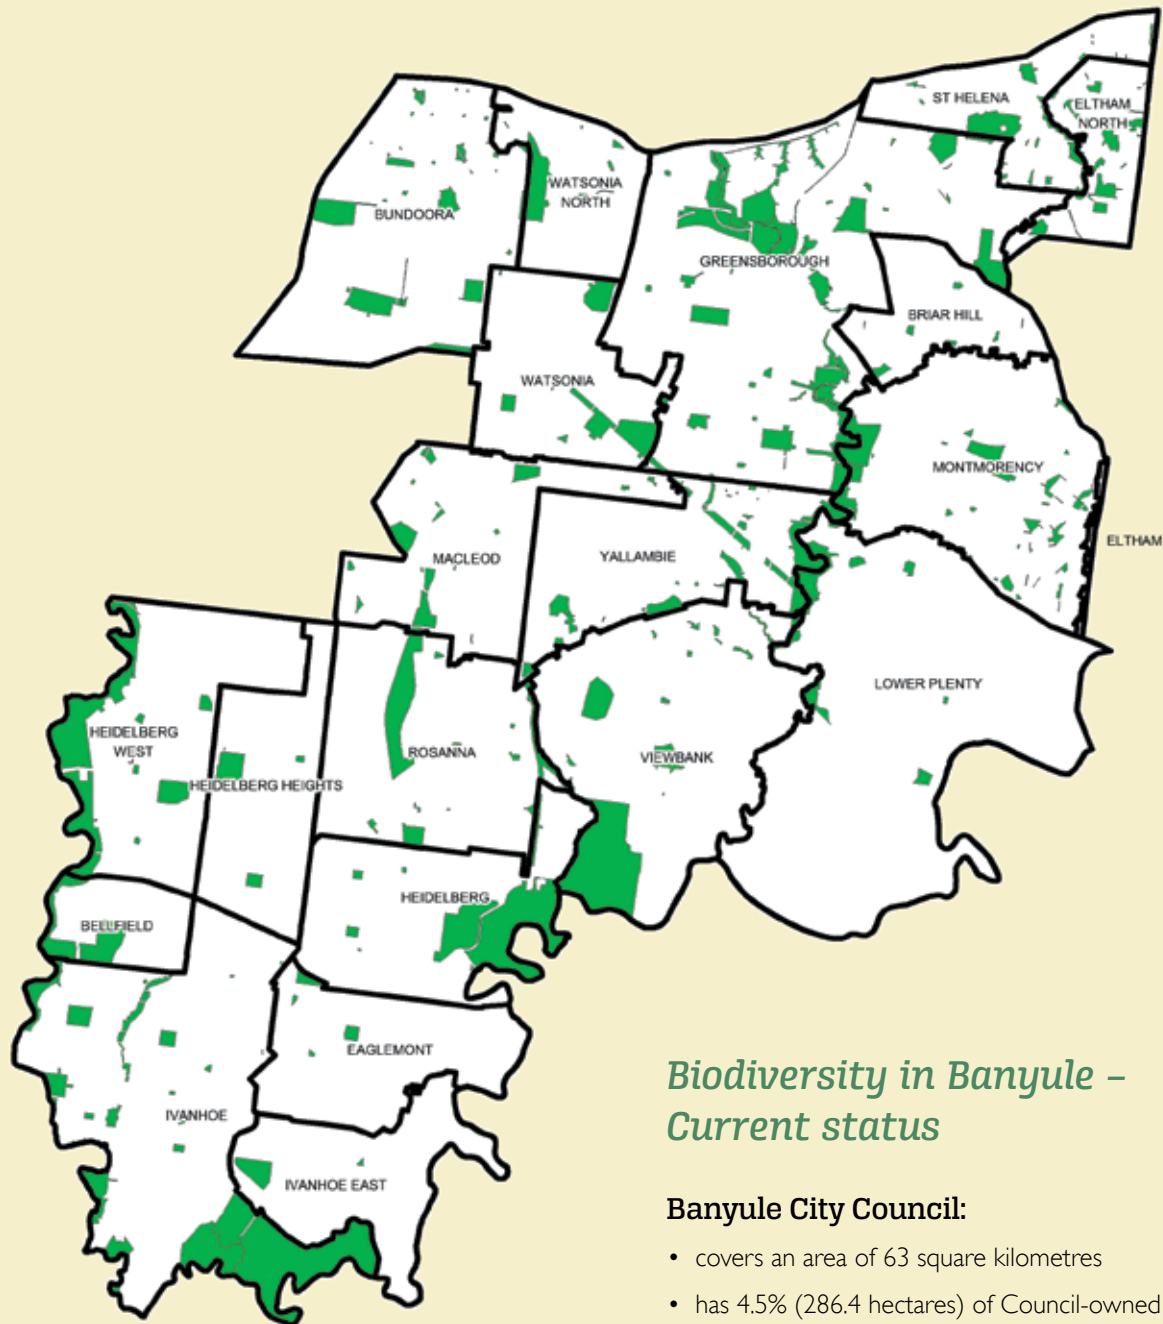 ST HELENA
ELTHAM
NORTH
WATSONIA
NORTH
BUNDOORA
GREENSBOROUGH
BRIAR HILL
WATSONIA
MONTMORENCY
ELTHAM
MACLEOD
YALLAMBIE
LOWER PLENTY
HEIDELBERG
WEST
ROSANNA
VIEWBANK
HEIDELBERG HEIGHTS
HEIDELBERG
BELLFIELD
EAGLEMONT
IVANHOE
IVANHOE EAST
Biodiversity in Banyule –
Current status
Banyule City Council:
• covers an area of 63 square kilometres
• has 4.5% (286.4 hectares) of Council-owned